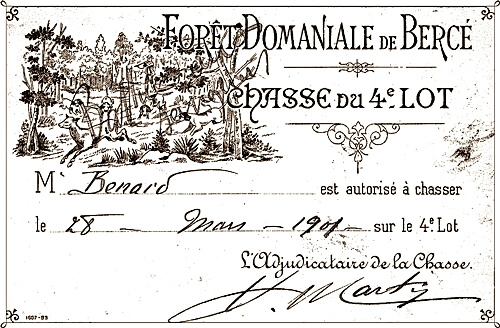 FORÊT DOMANIALE DE BERCÉ
CHASSE DU 4e LOT
Mr Benard est autorisé à chasser
le 28 Mars 1901 sur le 4e Lot
L'Adjudicataire de la Chasse.
Marty
1607-93